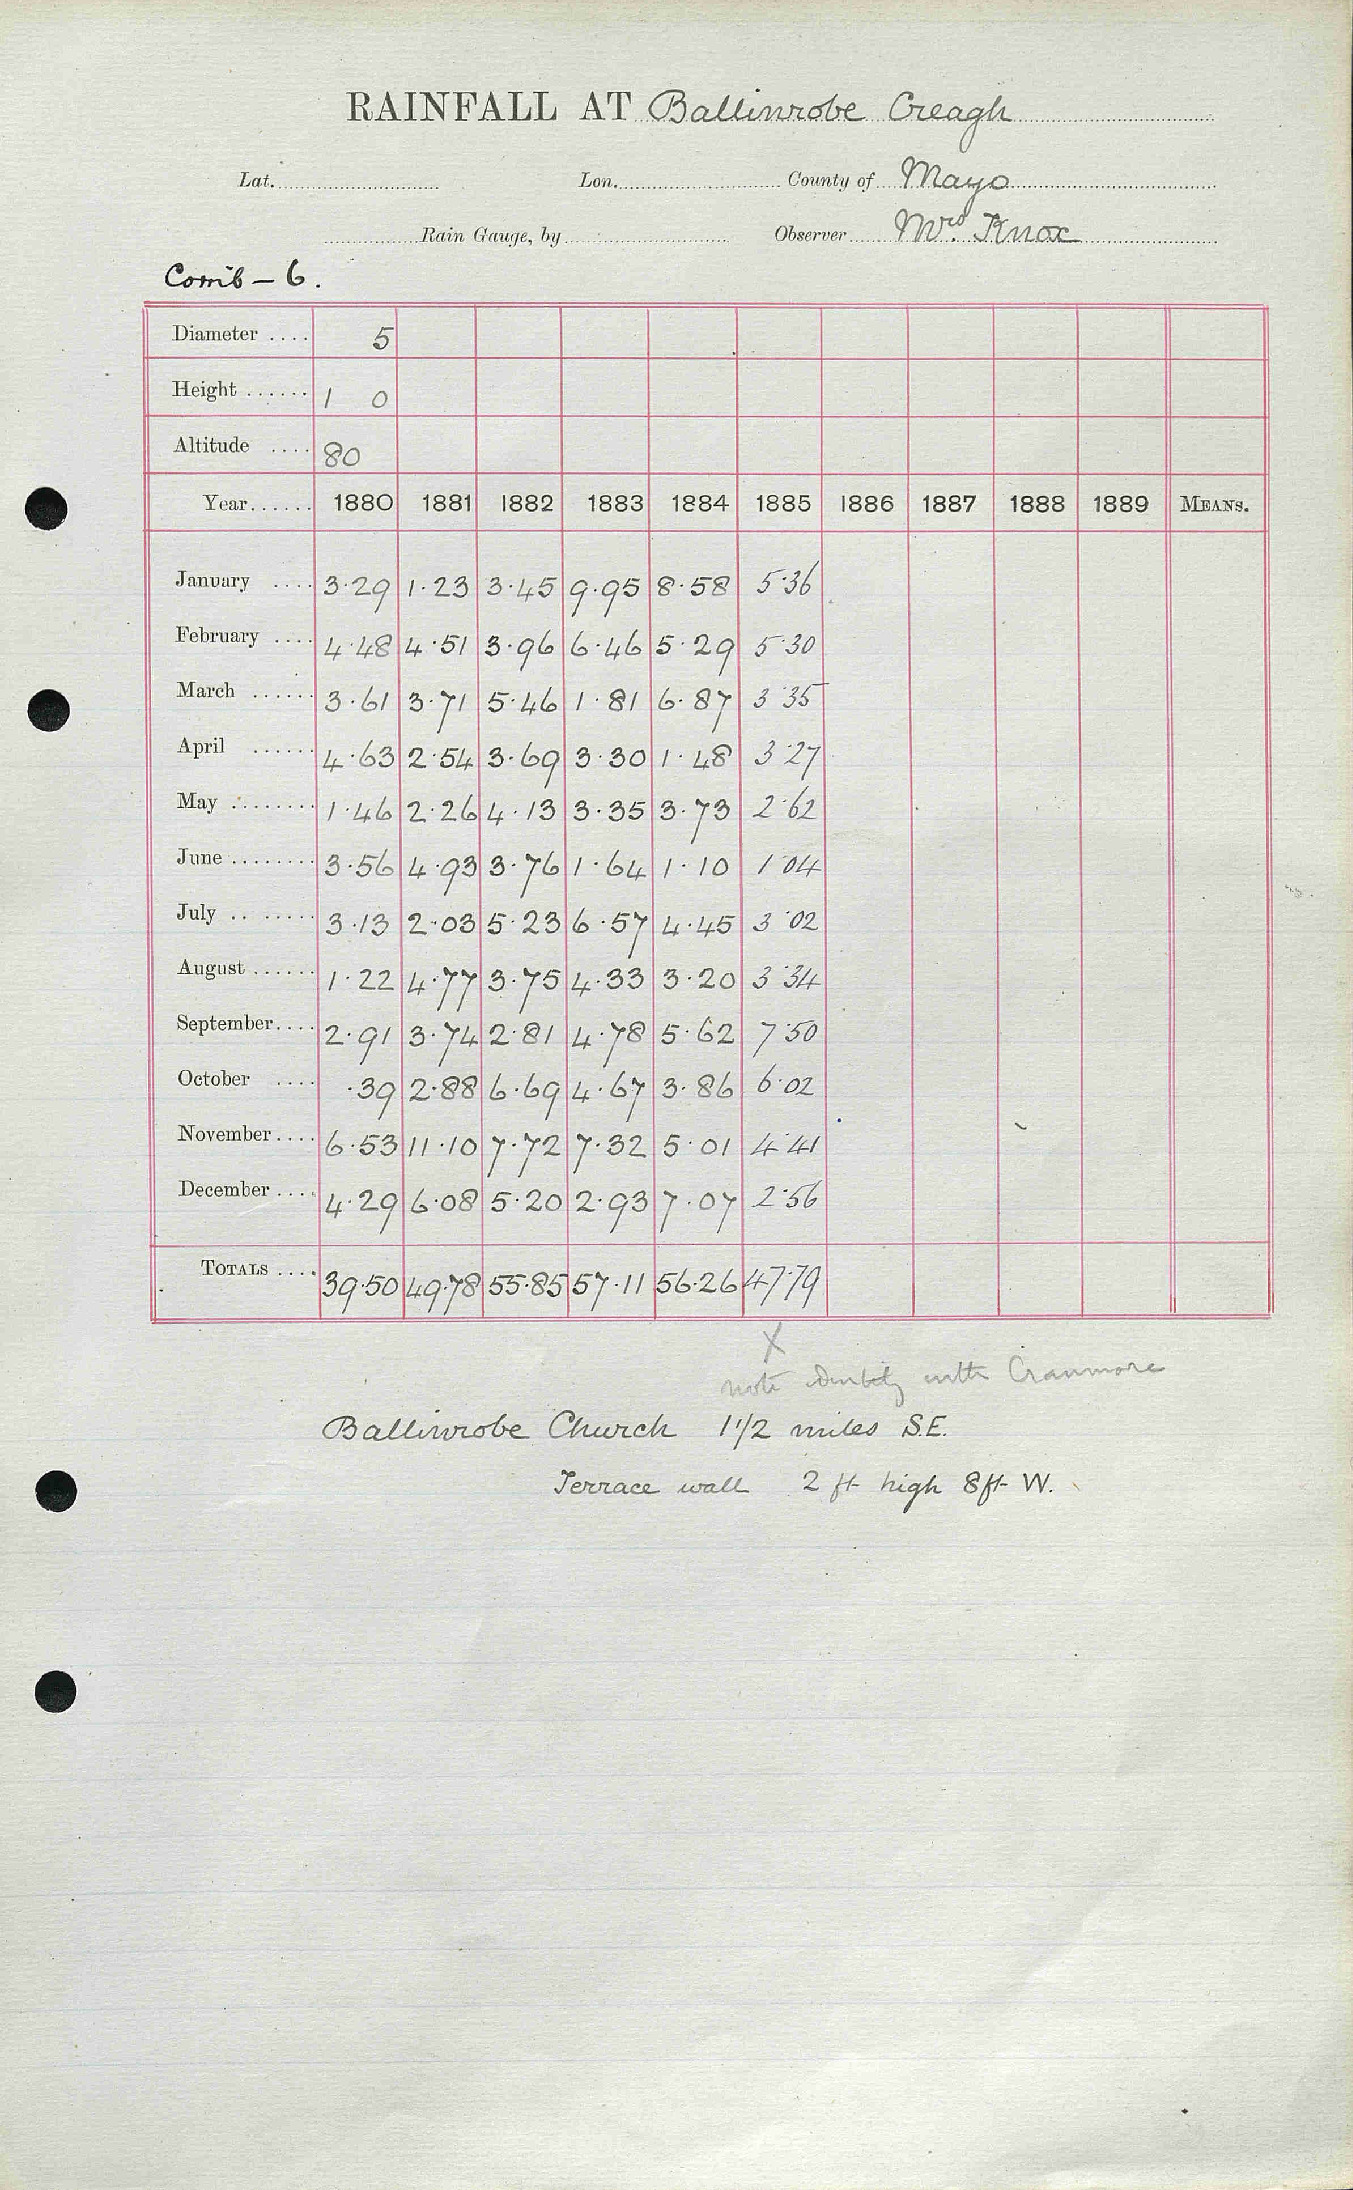 RAINFALL AT Ballinrobe Creagh
Lat. Lon. County of Mayo
Rain Gauge, by Observer Mrs. Knox
Corrib - 6.
Diameter .... 5
Height ...... 1 0
Altitude .... 80
Year...... 1880 1881 1882 1883 1884 1885 1886 1887 1888 1889 MEANS.
January .... 3·29 1·23 3·45 9·95 8·58 5·36
February .... 4·48 4·51 3·96 6·46 5·29 5·30
March ...... 3·61 3·71 5·46 1·81 6·87 3·35
April ...... 4·63 2·54 3·69 3·30 1·48 3·27
May ........ 1·46 2·26 4·13 3·35 3·73 2·62
June ........ 3·56 4·93 3·76 1·64 1·10 1·04
July .. ..... 3·13 2·03 5·23 6·57 4·45 3·02
August ...... 1·22 4·77 3·75 4·33 3·20 3·34
September.... 2·91 3·74 2·81 4·78 5·62 7·50
October .... ·39 2·88 6·69 4·67 3·86 6·02
November .... 6·53 11·10 7·72 7·32 5·01 4·41
December .... 4·29 6·08 5·20 2·93 7·07 2·56
TOTALS .... 39·50 49·78 55·85 57·11 56·26 47·79
X
note identity with Cranmore
Ballinrobe Church 1 1/2 miles S.E.
Terrace wall 2 ft high 8 ft W.